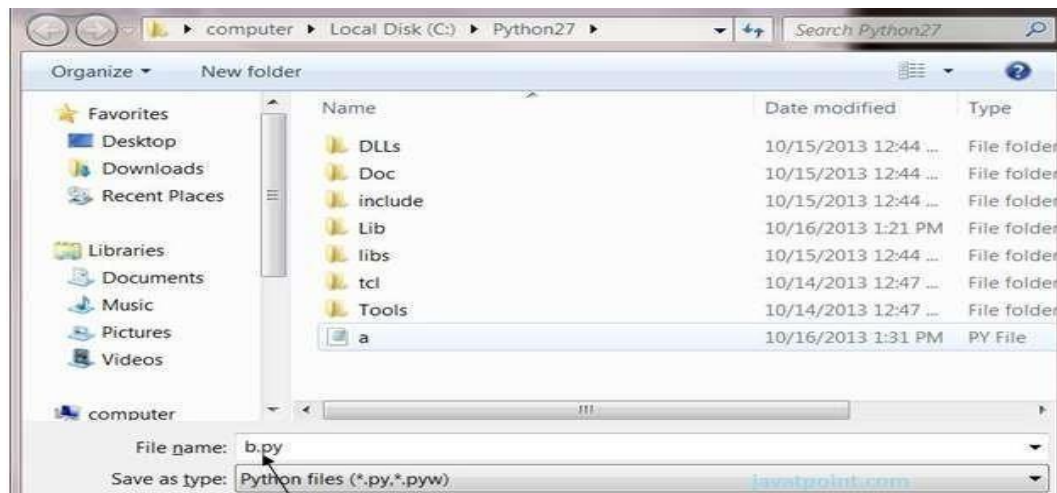 computer ▸ Local Disk (C:) ▸ Python27 ▸ Search Python27
Organize New folder
Name Date modified Type
Favorites
Desktop
Downloads
Recent Places
Libraries
Documents
Music
Pictures
Videos
computer
DLLs 10/15/2013 12:44 ... File folder
Doc 10/15/2013 12:44 ... File folder
include 10/15/2013 12:44 ... File folder
Lib 10/16/2013 1:21 PM File folder
libs 10/15/2013 12:44 ... File folder
tcl 10/14/2013 12:47 ... File folder
Tools 10/14/2013 12:47 ... File folder
a 10/16/2013 1:31 PM PY File
File name: b.py
Save as type: Python files (*.py,*.pyw)
javatpoint.com